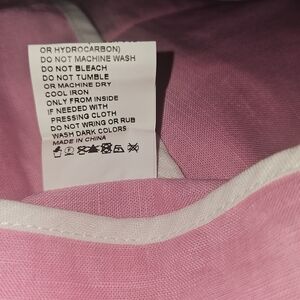 OR HYDROCARBON)
DO NOT MACHINE WASH
DO NOT BLEACH
DO NOT TUMBLE
OR MACHINE DRY
COOL IRON
ONLY FROM INSIDE
IF NEEDED WITH
PRESSING CLOTH
DO NOT WRING OR RUB
WASH DARK COLORS
MADE IN CHINA